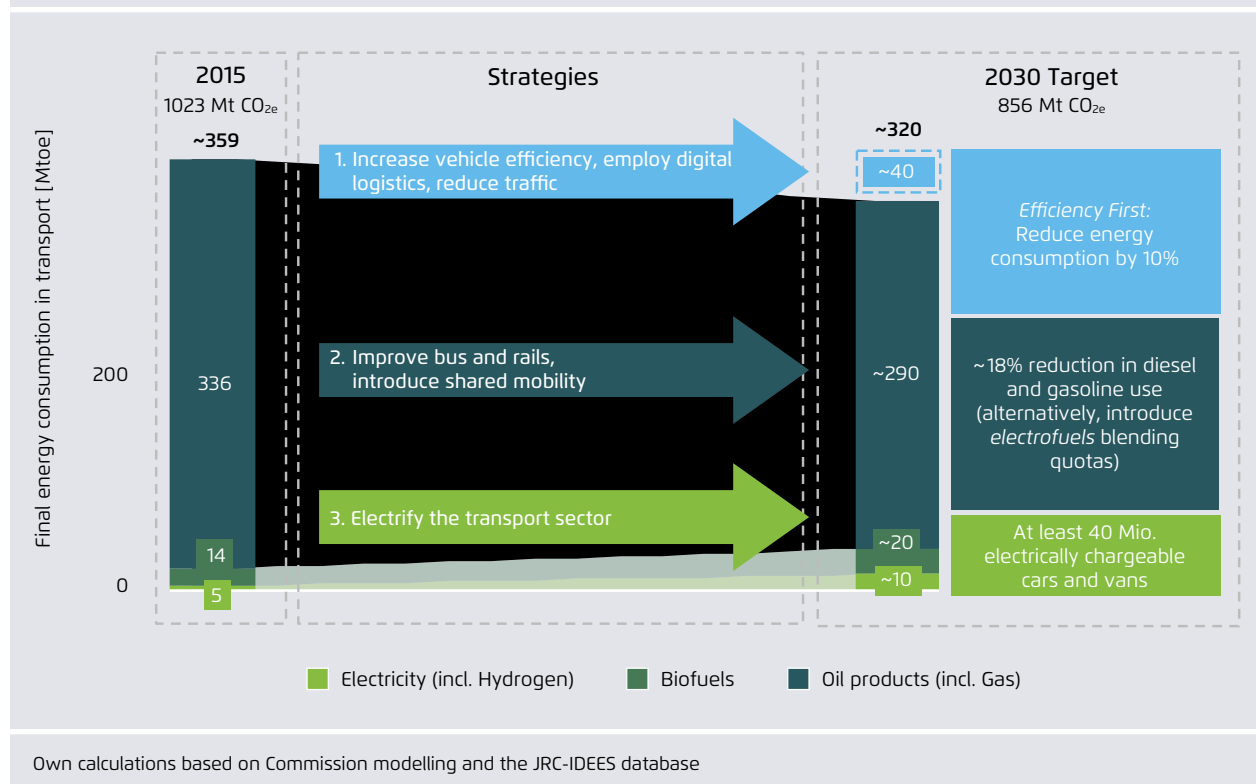 2015
1023 Mt CO2e
~359
Strategies
2030 Target
856 Mt CO2e
~320
Final energy consumption in transport [Mtoe]
200
0
336
14
5
1. Increase vehicle efficiency, employ digital
logistics, reduce traffic
2. Improve bus and rails,
introduce shared mobility
3. Electrify the transport sector
~40
~290
~20
~10
Efficiency First:
Reduce energy
consumption by 10%
~18% reduction in diesel
and gasoline use
(alternatively, introduce
electrofuels blending
quotas)
At least 40 Mio.
electrically chargeable
cars and vans
Electricity (incl. Hydrogen)
Biofuels
Oil products (incl. Gas)
Own calculations based on Commission modelling and the JRC-IDEES database